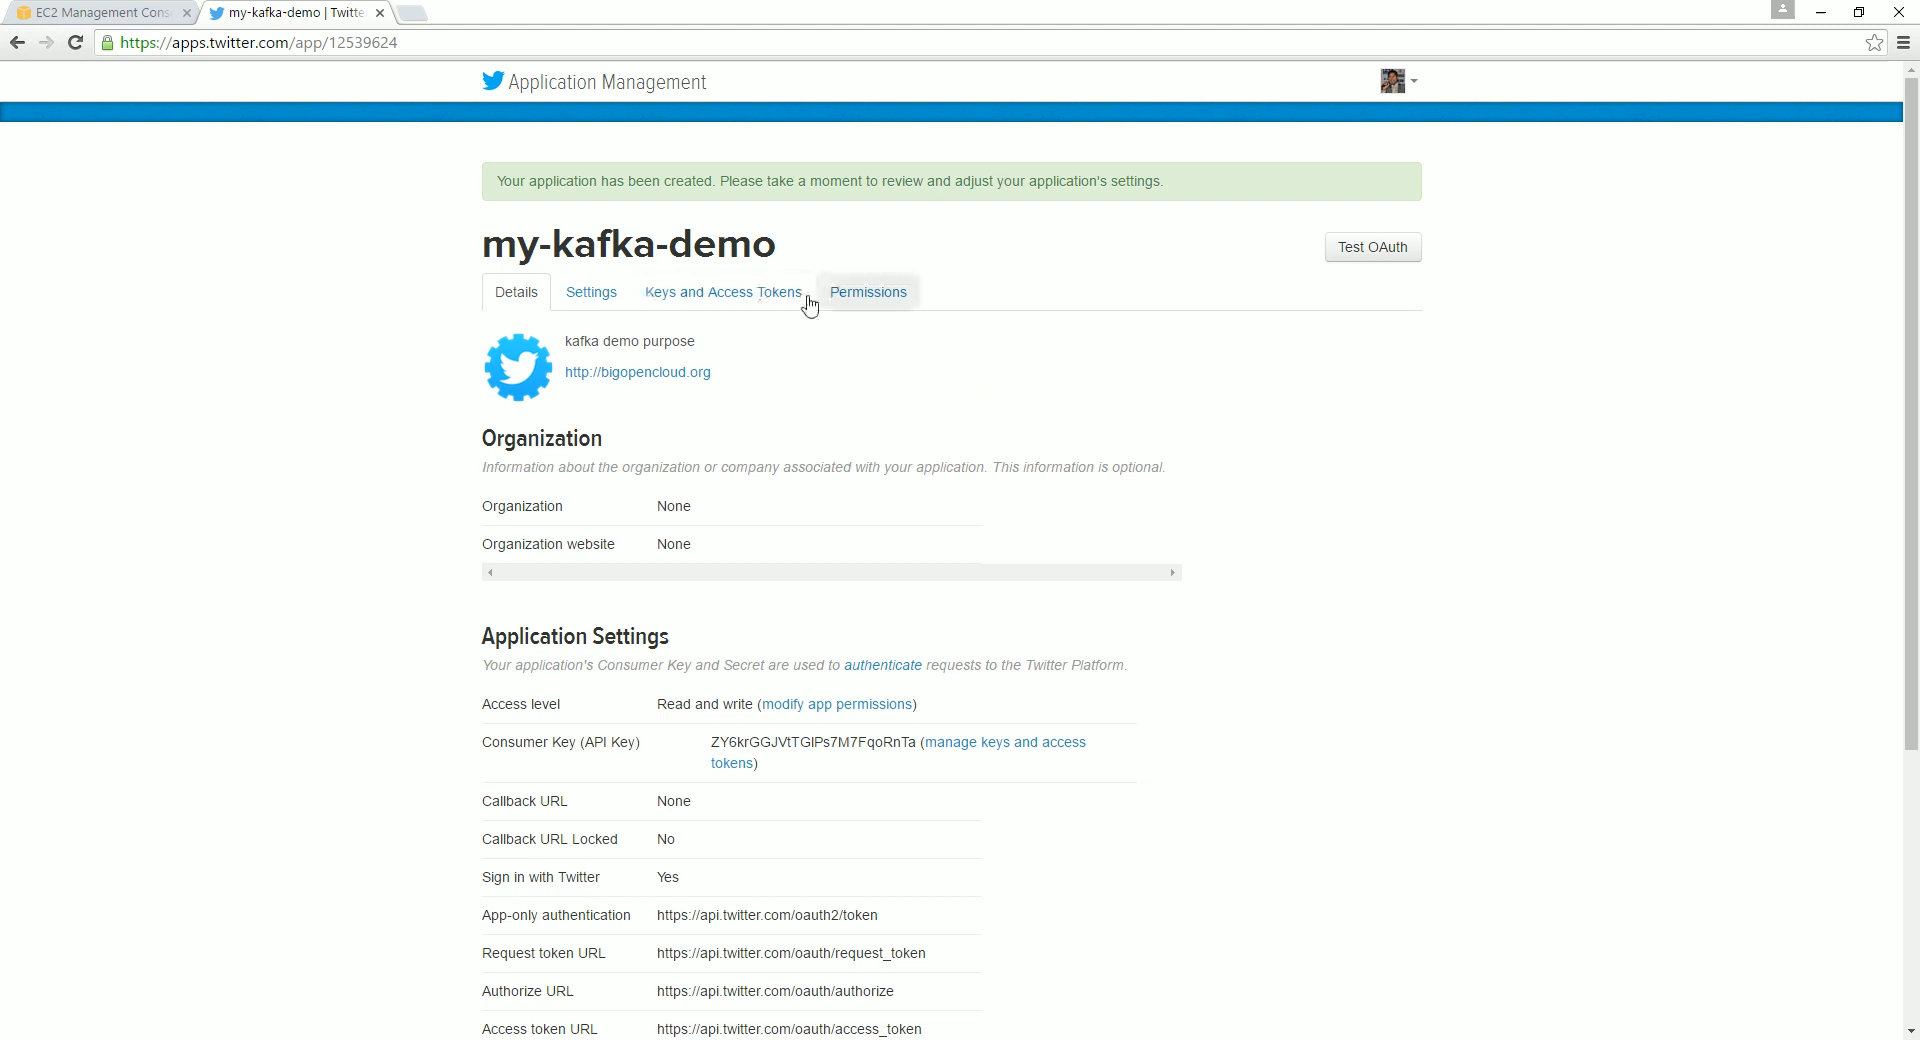 EC2 Management Cons
my-kafka-demo | Twitte
https://apps.twitter.com/app/12539624
Application Management
Your application has been created. Please take a moment to review and adjust your application's settings.
my-kafka-demo
Test OAuth
Details Settings Keys and Access Tokens Permissions
kafka demo purpose
http://bigopencloud.org
Organization
Information about the organization or company associated with your application. This information is optional.
Organization None
Organization website None
Application Settings
Your application's Consumer Key and Secret are used to authenticate requests to the Twitter Platform.
Access level Read and write (modify app permissions)
Consumer Key (API Key) ZY6krGGJVtTGIPs7M7FqoRnTa (manage keys and access
tokens)
Callback URL None
Callback URL Locked No
Sign in with Twitter Yes
App-only authentication https://api.twitter.com/oauth2/token
Request token URL https://api.twitter.com/oauth/request_token
Authorize URL https://api.twitter.com/oauth/authorize
Access token URL https://api.twitter.com/oauth/access_token